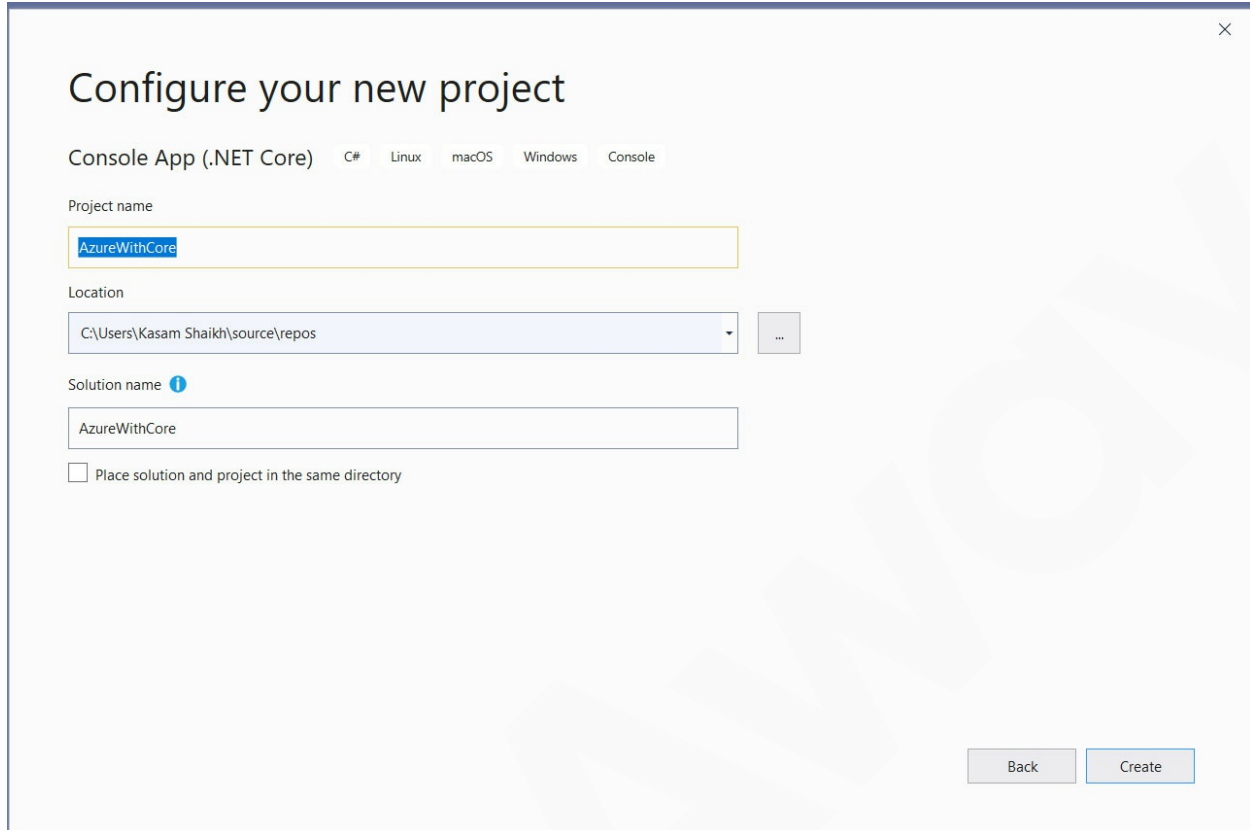 Configure your new project
Console App (.NET Core) C# Linux macOS Windows Console
Project name
AzureWithCore
Location
C:\Users\Kasam Shaikh\source\repos
...
Solution name
AzureWithCore
Place solution and project in the same directory
Back Create